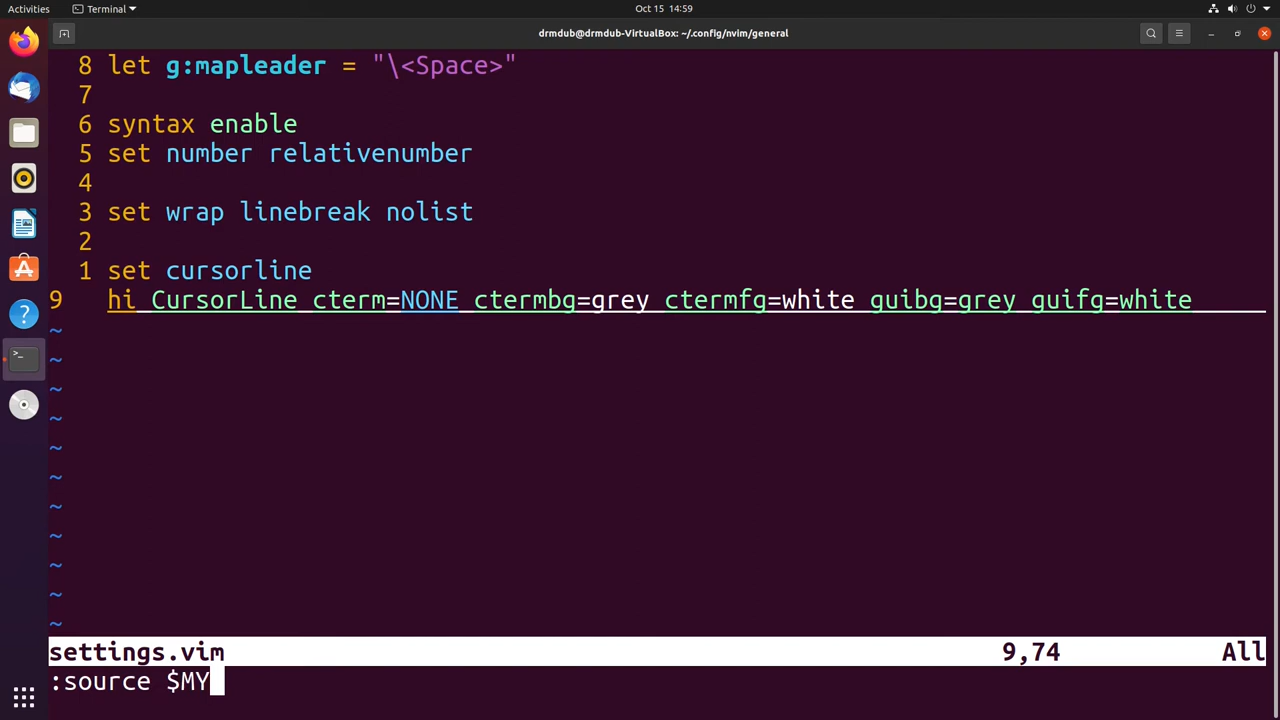 Activities Terminal Oct 15 14:59
drmdub@drmdub-VirtualBox: ~/.config/nvim/general
8 let g:mapleader = "\<Space>"
7
6 syntax enable
5 set number relativenumber
4
3 set wrap linebreak nolist
2
1 set cursorline
9 hi CursorLine cterm=NONE ctermbg=grey ctermfg=white guibg=grey guifg=white
~
~
~
~
~
~
~
~
~
~
~
settings.vim 9,74 All
:source $MY